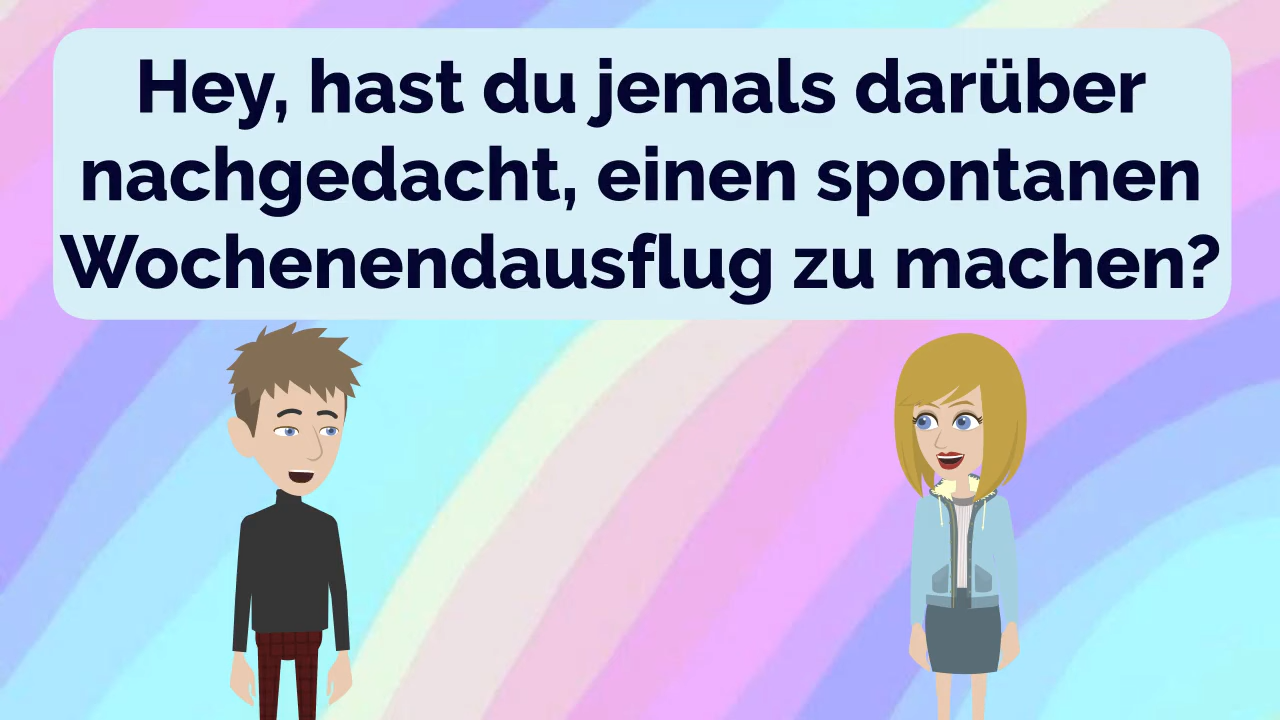 Hey, hast du jemals darüber
nachgedacht, einen spontanen
Wochenendausflug zu machen?